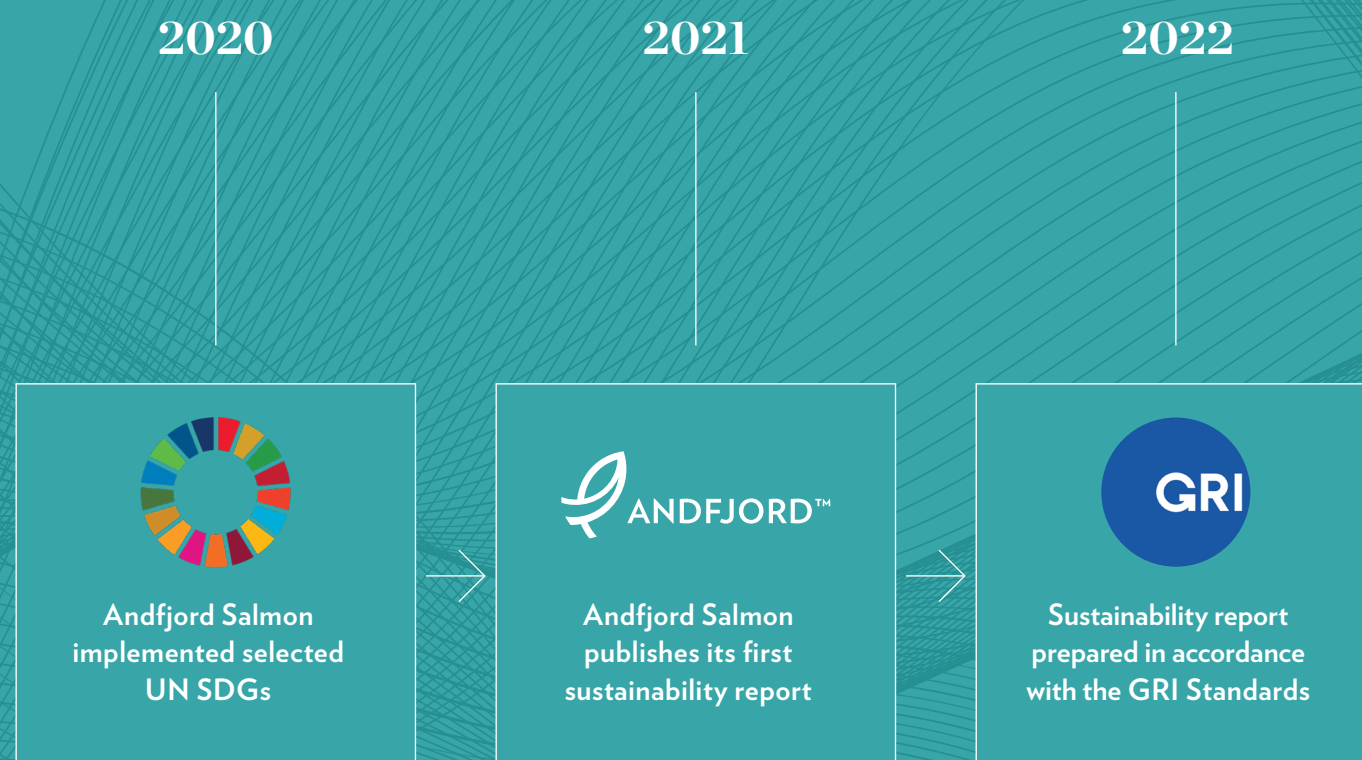 2020
2021
2022
Andfjord Salmon
implemented selected
UN SDGs
ANDFJORD™
Andfjord Salmon
publishes its first
sustainability report
GRI
Sustainability report
prepared in accordance
with the GRI Standards